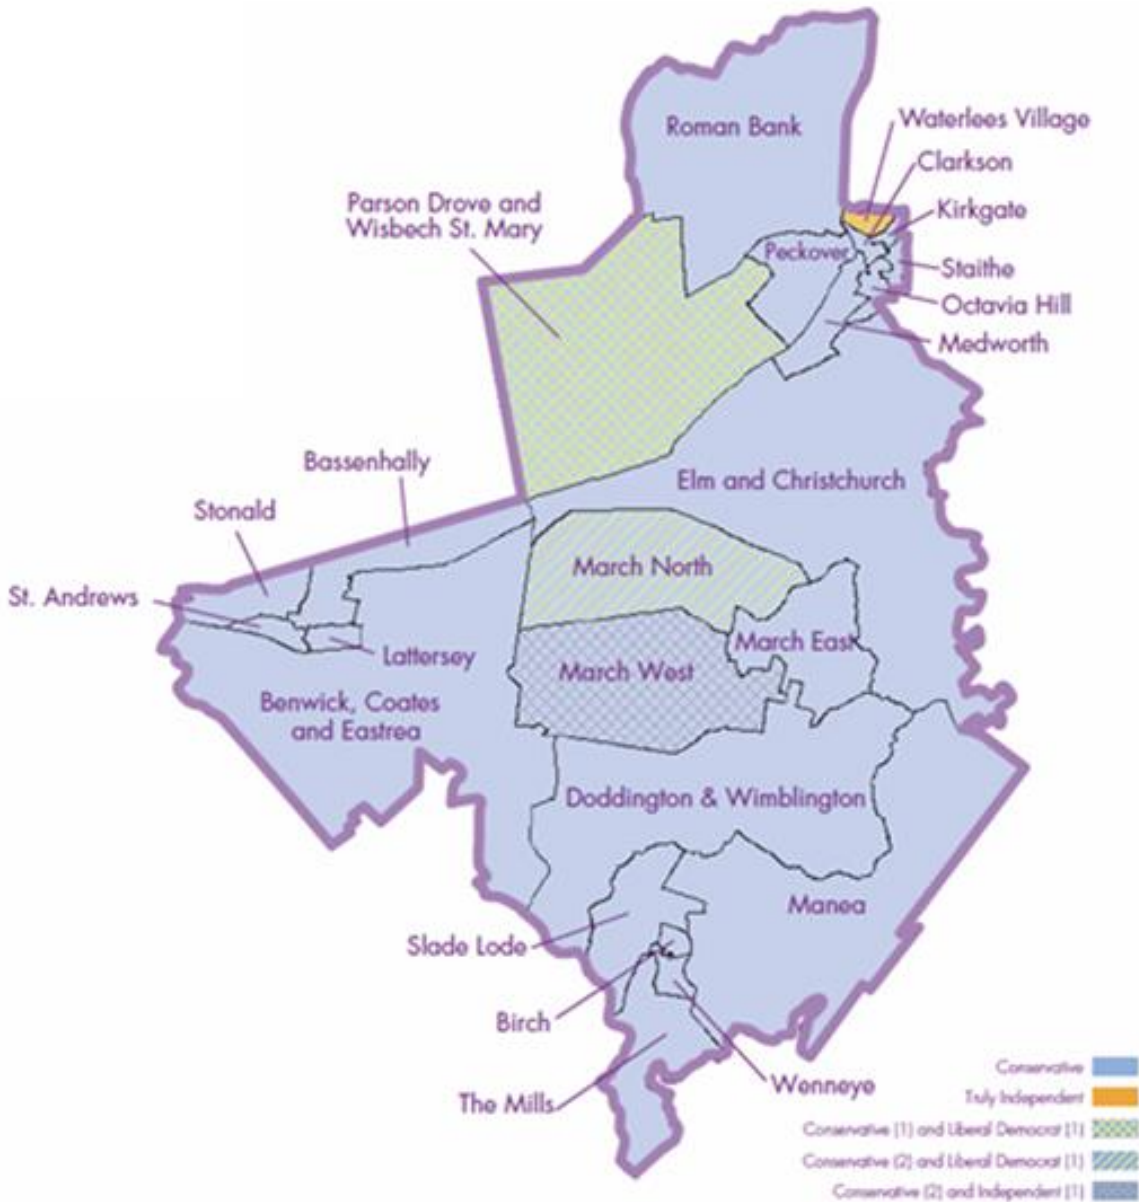 Roman Bank
Waterlees Village
Clarkson
Kirkgate
Parson Drove and
Wisbech St. Mary
Peckover
Staithe
Octavia Hill
Medworth
Bassenhally
Elm and Christchurch
Stonald
March North
St. Andrews
March East
Lattersey
March West
Benwick, Coates
and Eastrea
Doddington & Wimblington
Manea
Slade Lode
Birch
Wenneye
The Mills
Conservative
Truly Independent
Conservative (1) and Liberal Democrat (1)
Conservative (2) and Liberal Democrat (1)
Conservative (2) and Independent (1)